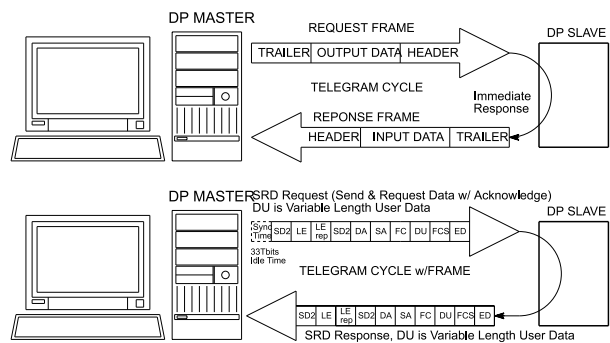 DP MASTER
REQUEST FRAME
DP SLAVE
TRAILER OUTPUT DATA HEADER
TELEGRAM CYCLE
Immediate
Response
REPONSE FRAME
HEADER INPUT DATA TRAILER
DP MASTER
SRD Request (Send & Request Data w/ Acknowledge)
DU is Variable Length User Data
DP SLAVE
Sync Time SD2 LE LE rep SD2 DA SA FC DU FCS ED
33Tbits
Idle Time
TELEGRAM CYCLE w/FRAME
SD2 LE LE rep SD2 DA SA FC DU FCS ED
SRD Response, DU is Variable Length User Data